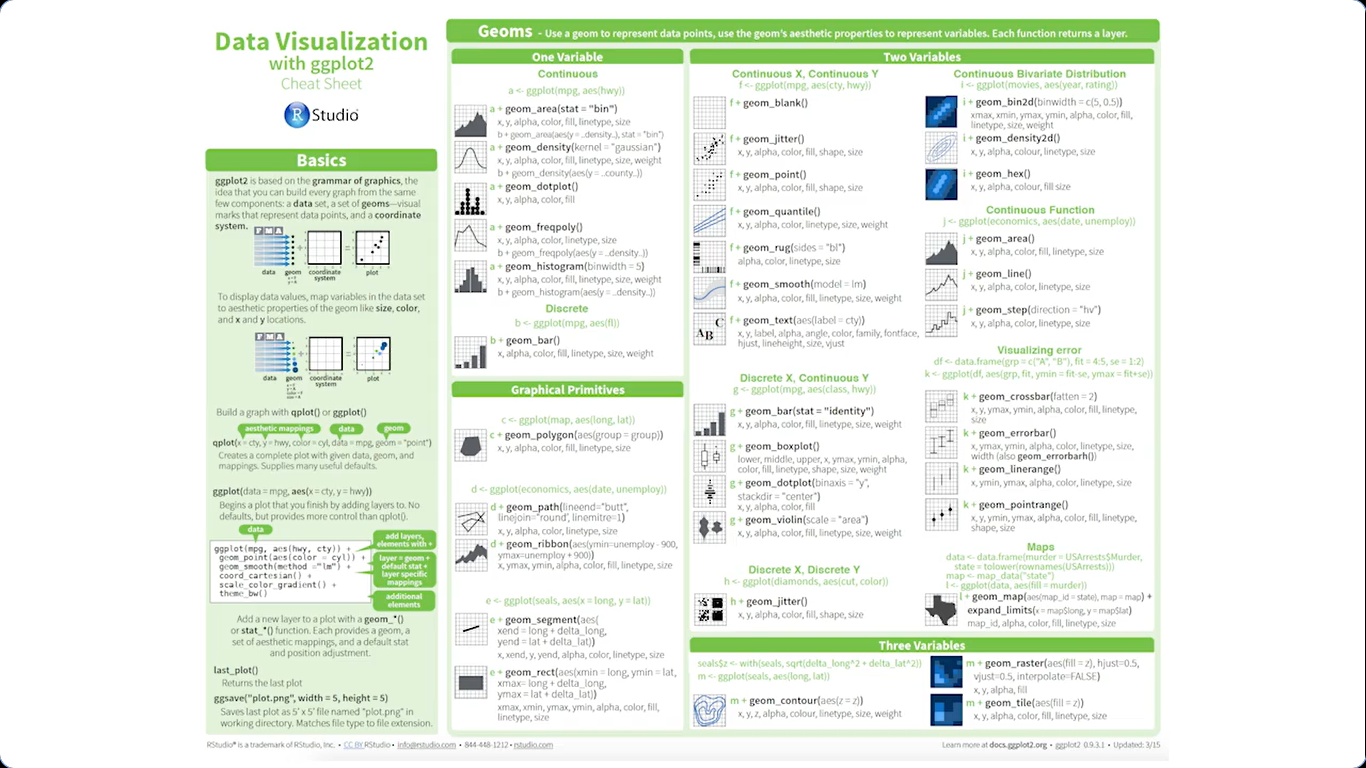 Data Visualization
with ggplot2
Cheat Sheet
R Studio
Basics
ggplot2 is based on the grammar of graphics, the
idea that you can build every graph from the same
few components: a data set, a set of geoms—visual
marks that represent data points, and a coordinate
system.
F M A
data geom coordinate system plot
To display data values, map variables in the data set
to aesthetic properties of the geom like size, color,
and x and y locations.
F M A
data geom coordinate system plot
Build a graph with qplot() or ggplot()
aesthetic mappings data geom
qplot(x = cty, y = hwy, color = cyl, data = mpg, geom = "point")
Creates a complete plot with given data, geom, and
mappings. Supplies many useful defaults.
ggplot(data = mpg, aes(x = cty, y = hwy))
Begins a plot that you finish by adding layers to. No
defaults, but provides more control than qplot().
data
ggplot(mpg, aes(hwy, cty)) +
geom_point(aes(color = cyl)) +
geom_smooth(method ="lm") +
coord_cartesian() +
scale_color_gradient() +
theme_bw()
add layers,
elements with +
layer = geom +
default stat +
layer specific
mappings
additional
elements
Add a new layer to a plot with a geom_*()
or stat_*() function. Each provides a geom, a
set of aesthetic mappings, and a default stat
and position adjustment.
last_plot()
Returns the last plot
ggsave("plot.png", width = 5, height = 5)
Saves last plot as 5' x 5' file named "plot.png" in
working directory. Matches file type to file extension.
Geoms - Use a geom to represent data points, use the geom's aesthetic properties to represent variables. Each function returns a layer.
One Variable
Continuous
a <- ggplot(mpg, aes(hwy))
a + geom_area(stat = "bin")
x, y, alpha, color, fill, linetype, size
b + geom_area(aes(y = ..density..), stat = "bin")
a + geom_density(kernel = "gaussian")
x, y, alpha, color, fill, linetype, size, weight
b + geom_density(aes(y = ..county..))
a + geom_dotplot()
x, y, alpha, color, fill
a + geom_freqpoly()
x, y, alpha, color, linetype, size
b + geom_freqpoly(aes(y = ..density..))
a + geom_histogram(binwidth = 5)
x, y, alpha, color, fill, linetype, size, weight
b + geom_histogram(aes(y = ..density..))
Discrete
b <- ggplot(mpg, aes(fl))
b + geom_bar()
x, alpha, color, fill, linetype, size, weight
Graphical Primitives
c <- ggplot(map, aes(long, lat))
c + geom_polygon(aes(group = group))
x, y, alpha, color, fill, linetype, size
d <- ggplot(economics, aes(date, unemploy))
d + geom_path(lineend="butt",
linejoin="round", linemitre=1)
x, y, alpha, color, linetype, size
d + geom_ribbon(aes(ymin=unemploy - 900,
ymax=unemploy + 900))
x, ymax, ymin, alpha, color, fill, linetype, size
e <- ggplot(seals, aes(x = long, y = lat))
e + geom_segment(aes(
xend = long + delta_long,
yend = lat + delta_lat))
x, xend, y, yend, alpha, color, linetype, size
e + geom_rect(aes(xmin = long, ymin = lat,
xmax= long + delta_long,
ymax = lat + delta_lat))
xmax, xmin, ymax, ymin, alpha, color, fill,
linetype, size
Two Variables
Continuous X, Continuous Y
f <- ggplot(mpg, aes(cty, hwy))
f + geom_blank()
f + geom_jitter()
x, y, alpha, color, fill, shape, size
f + geom_point()
x, y, alpha, color, fill, shape, size
f + geom_quantile()
x, y, alpha, color, linetype, size, weight
f + geom_rug(sides = "bl")
alpha, color, linetype, size
f + geom_smooth(model = lm)
x, y, alpha, color, fill, linetype, size, weight
ABC
f + geom_text(aes(label = cty))
x, y, label, alpha, angle, color, family, fontface,
hjust, lineheight, size, vjust
Discrete X, Continuous Y
g <- ggplot(mpg, aes(class, hwy))
g + geom_bar(stat = "identity")
x, y, alpha, color, fill, linetype, size, weight
g + geom_boxplot()
lower, middle, upper, x, ymax, ymin, alpha,
color, fill, linetype, shape, size, weight
g + geom_dotplot(binaxis = "y",
stackdir = "center")
x, y, alpha, color, fill
g + geom_violin(scale = "area")
x, y, alpha, color, fill, linetype, size, weight
Discrete X, Discrete Y
h <- ggplot(diamonds, aes(cut, color))
h + geom_jitter()
x, y, alpha, color, fill, shape, size
Continuous Bivariate Distribution
i <- ggplot(movies, aes(year, rating))
i + geom_bin2d(binwidth = c(5, 0.5))
xmax, xmin, ymax, ymin, alpha, color, fill,
linetype, size, weight
i + geom_density2d()
x, y, alpha, colour, linetype, size
i + geom_hex()
x, y, alpha, colour, fill size
Continuous Function
j <- ggplot(economics, aes(date, unemploy))
j + geom_area()
x, y, alpha, color, fill, linetype, size
j + geom_line()
x, y, alpha, color, linetype, size
j + geom_step(direction = "hv")
x, y, alpha, color, linetype, size
Visualizing error
df <- data.frame(grp = c("A", "B"), fit = 4:5, se = 1:2)
k <- ggplot(df, aes(grp, fit, ymin = fit-se, ymax = fit+se))
k + geom_crossbar(fatten = 2)
x, y, ymax, ymin, alpha, color, fill, linetype,
size
k + geom_errorbar()
x, ymax, ymin, alpha, color, linetype, size,
width (also geom_errorbarh())
k + geom_linerange()
x, ymin, ymax, alpha, color, linetype, size
k + geom_pointrange()
x, y, ymin, ymax, alpha, color, fill, linetype,
shape, size
Maps
data <- data.frame(murder = USArrests$Murder,
state = tolower(rownames(USArrests)))
map <- map_data("state")
l <- ggplot(data, aes(fill = murder))
l + geom_map(aes(map_id = state), map = map) +
expand_limits(x = map$long, y = map$lat)
map_id, alpha, color, fill, linetype, size
Three Variables
seals$z <- with(seals, sqrt(delta_long^2 + delta_lat^2))
m <- ggplot(seals, aes(long, lat))
m + geom_contour(aes(z = z))
x, y, z, alpha, colour, linetype, size, weight
m + geom_raster(aes(fill = z), hjust=0.5,
vjust=0.5, interpolate=FALSE)
x, y, alpha, fill
m + geom_tile(aes(fill = z))
x, y, alpha, color, fill, linetype, size
RStudio® is a trademark of RStudio, Inc. • CC BY RStudio • info@rstudio.com • 844-448-1212 • rstudio.com
Learn more at docs.ggplot2.org • ggplot2 0.9.3.1 • Updated: 3/15